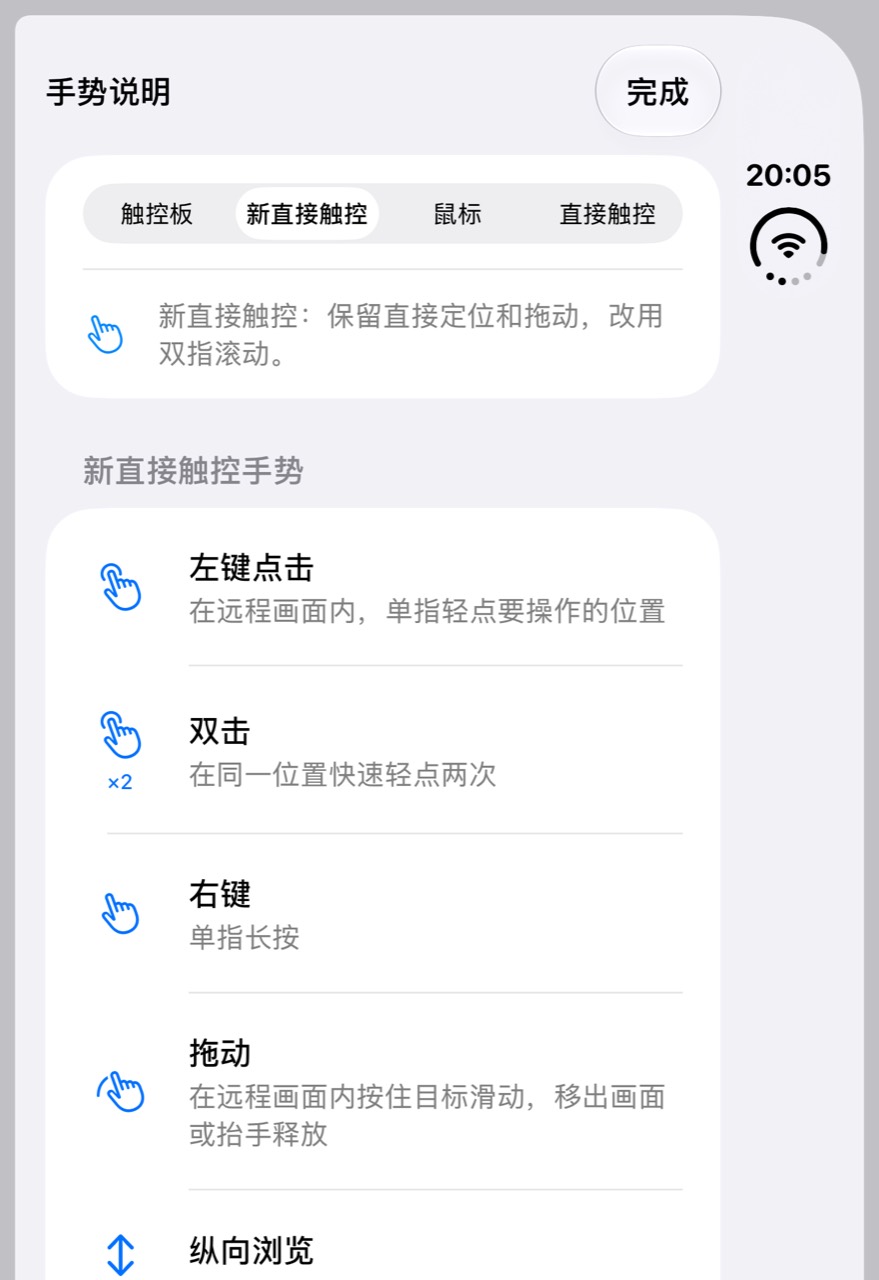 手势说明
完成
20:05
触控板
新直接触控
鼠标
直接触控
新直接触控：保留直接定位和拖动，改用
双指滚动。
新直接触控手势
左键点击
在远程画面内，单指轻点要操作的位置
双击
×2
在同一位置快速轻点两次
右键
单指长按
拖动
在远程画面内按住目标滑动，移出画面
或抬手释放
纵向浏览